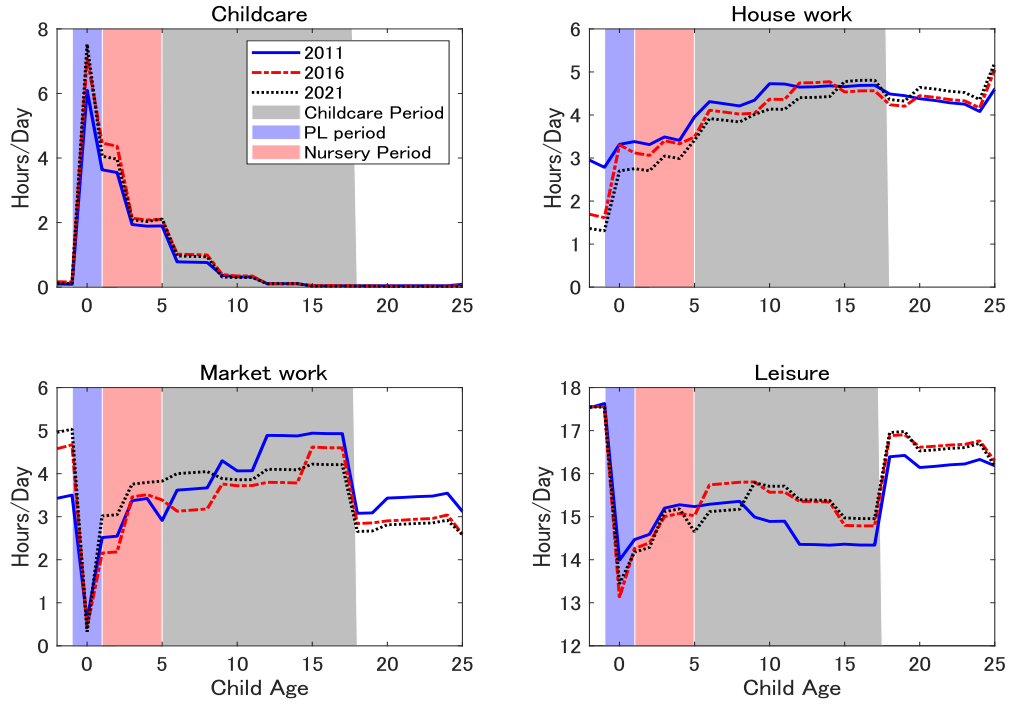 Childcare
Hours/Day
8
6
4
2
0
0 5 10 15 20 25
2011
2016
2021
Childcare Period
PL period
Nursery Period
House work
Hours/Day
6
5
4
3
2
1
0
0 5 10 15 20 25
Market work
Hours/Day
6
5
4
3
2
1
0
0 5 10 15 20 25
Child Age
Leisure
Hours/Day
18
17
16
15
14
13
12
0 5 10 15 20 25
Child Age